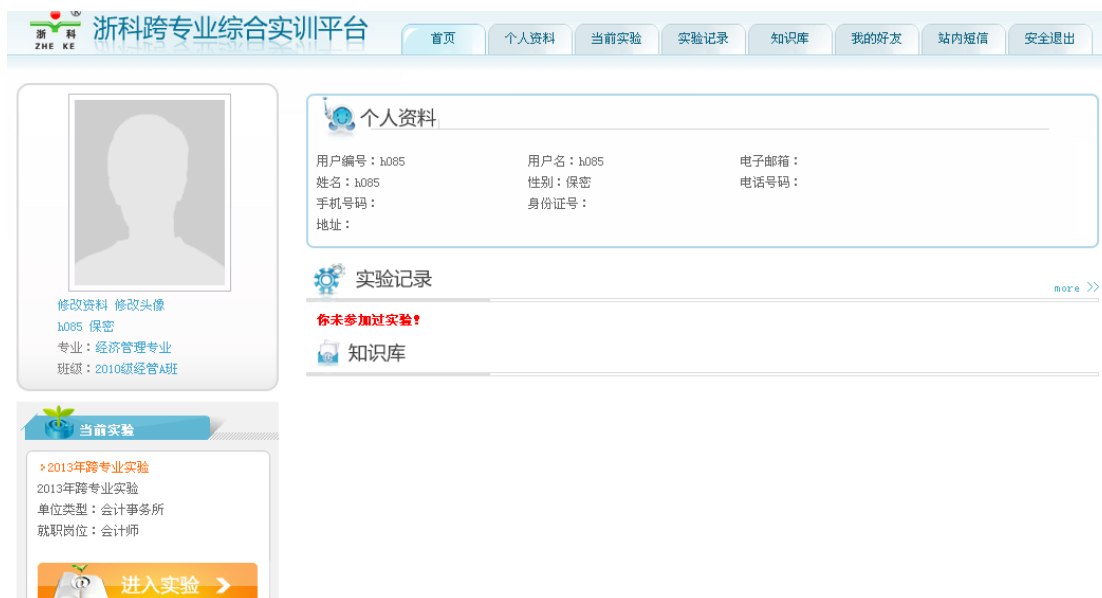 浙科
ZHE KE
浙科跨专业综合实训平台
首页 个人资料 当前实验 实验记录 知识库 我的好友 站内短信 安全退出
修改资料 修改头像
h085 保密
专业：经济管理专业
班级：2010级经管A班
当前实验
2013年跨专业实验
2013年跨专业实验
单位类型：会计事务所
就职岗位：会计师
进入实验
个人资料
用户编号：h085 用户名：h085 电子邮箱：
姓名：h085 性别：保密 电话号码：
手机号码： 身份证号：
地址：
实验记录
more >>
你未参加过实验！
知识库